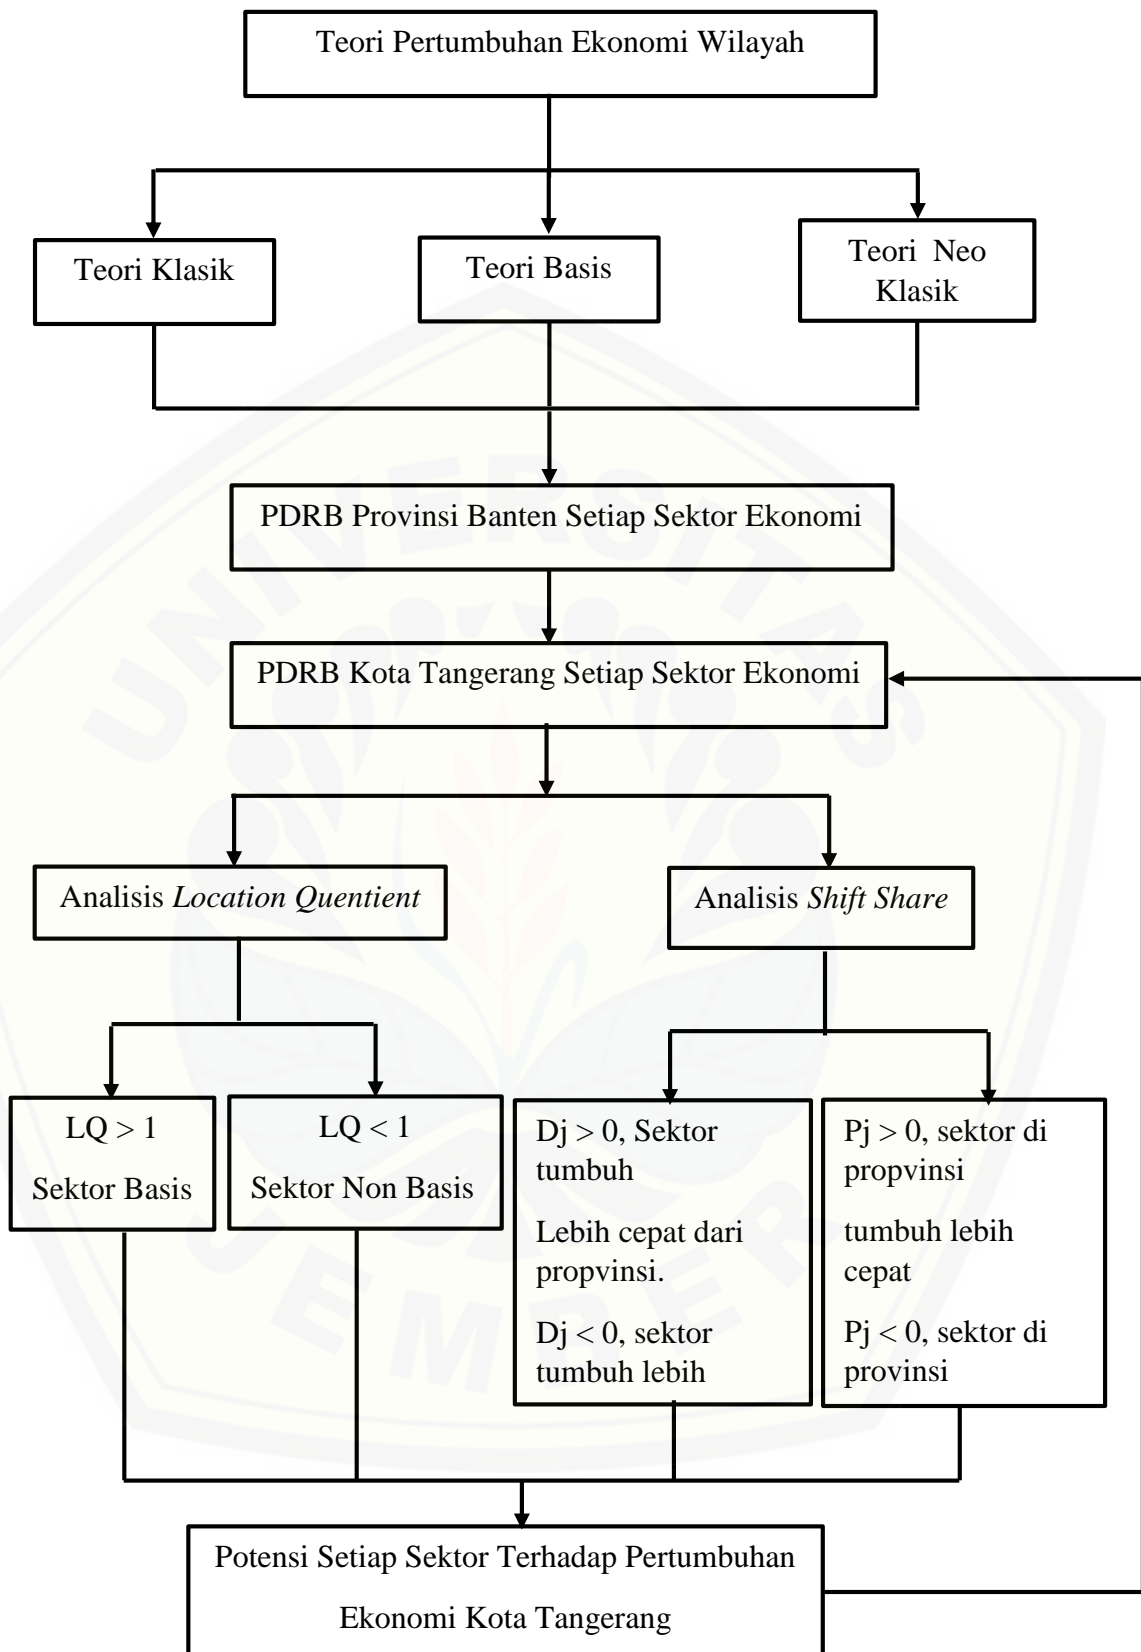 Teori Pertumbuhan Ekonomi Wilayah
Teori Klasik
Teori Basis
Teori Neo
Klasik
PDRB Provinsi Banten Setiap Sektor Ekonomi
PDRB Kota Tangerang Setiap Sektor Ekonomi
Analisis Location Quentient
Analisis Shift Share
LQ > 1
Sektor Basis
LQ < 1
Sektor Non Basis
Dj > 0, Sektor
tumbuh
Lebih cepat dari
propvinsi.
Dj < 0, sektor
tumbuh lebih
Pj > 0, sektor di
propvinsi
tumbuh lebih
cepat
Pj < 0, sektor di
provinsi
Potensi Setiap Sektor Terhadap Pertumbuhan
Ekonomi Kota Tangerang
UNIVERSITAS
JEMBER